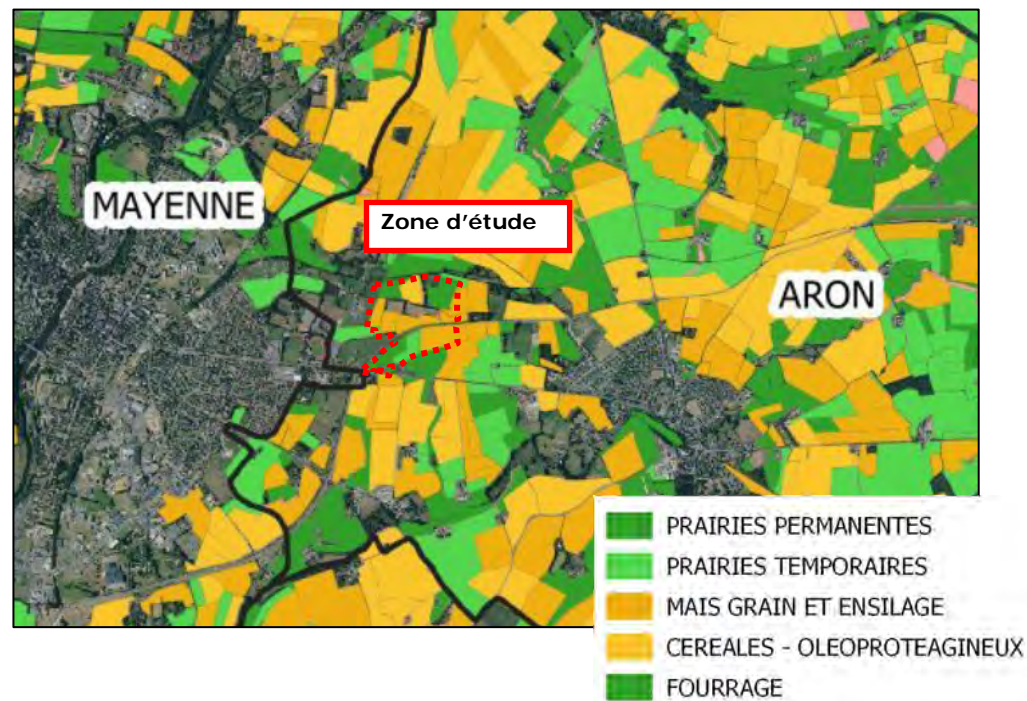 MAYENNE
Zone d'étude
ARON
PRAIRIES PERMANENTES
PRAIRIES TEMPORAIRES
MAIS GRAIN ET ENSILAGE
CEREALES - OLEOPROTEAGINEUX
FOURRAGE